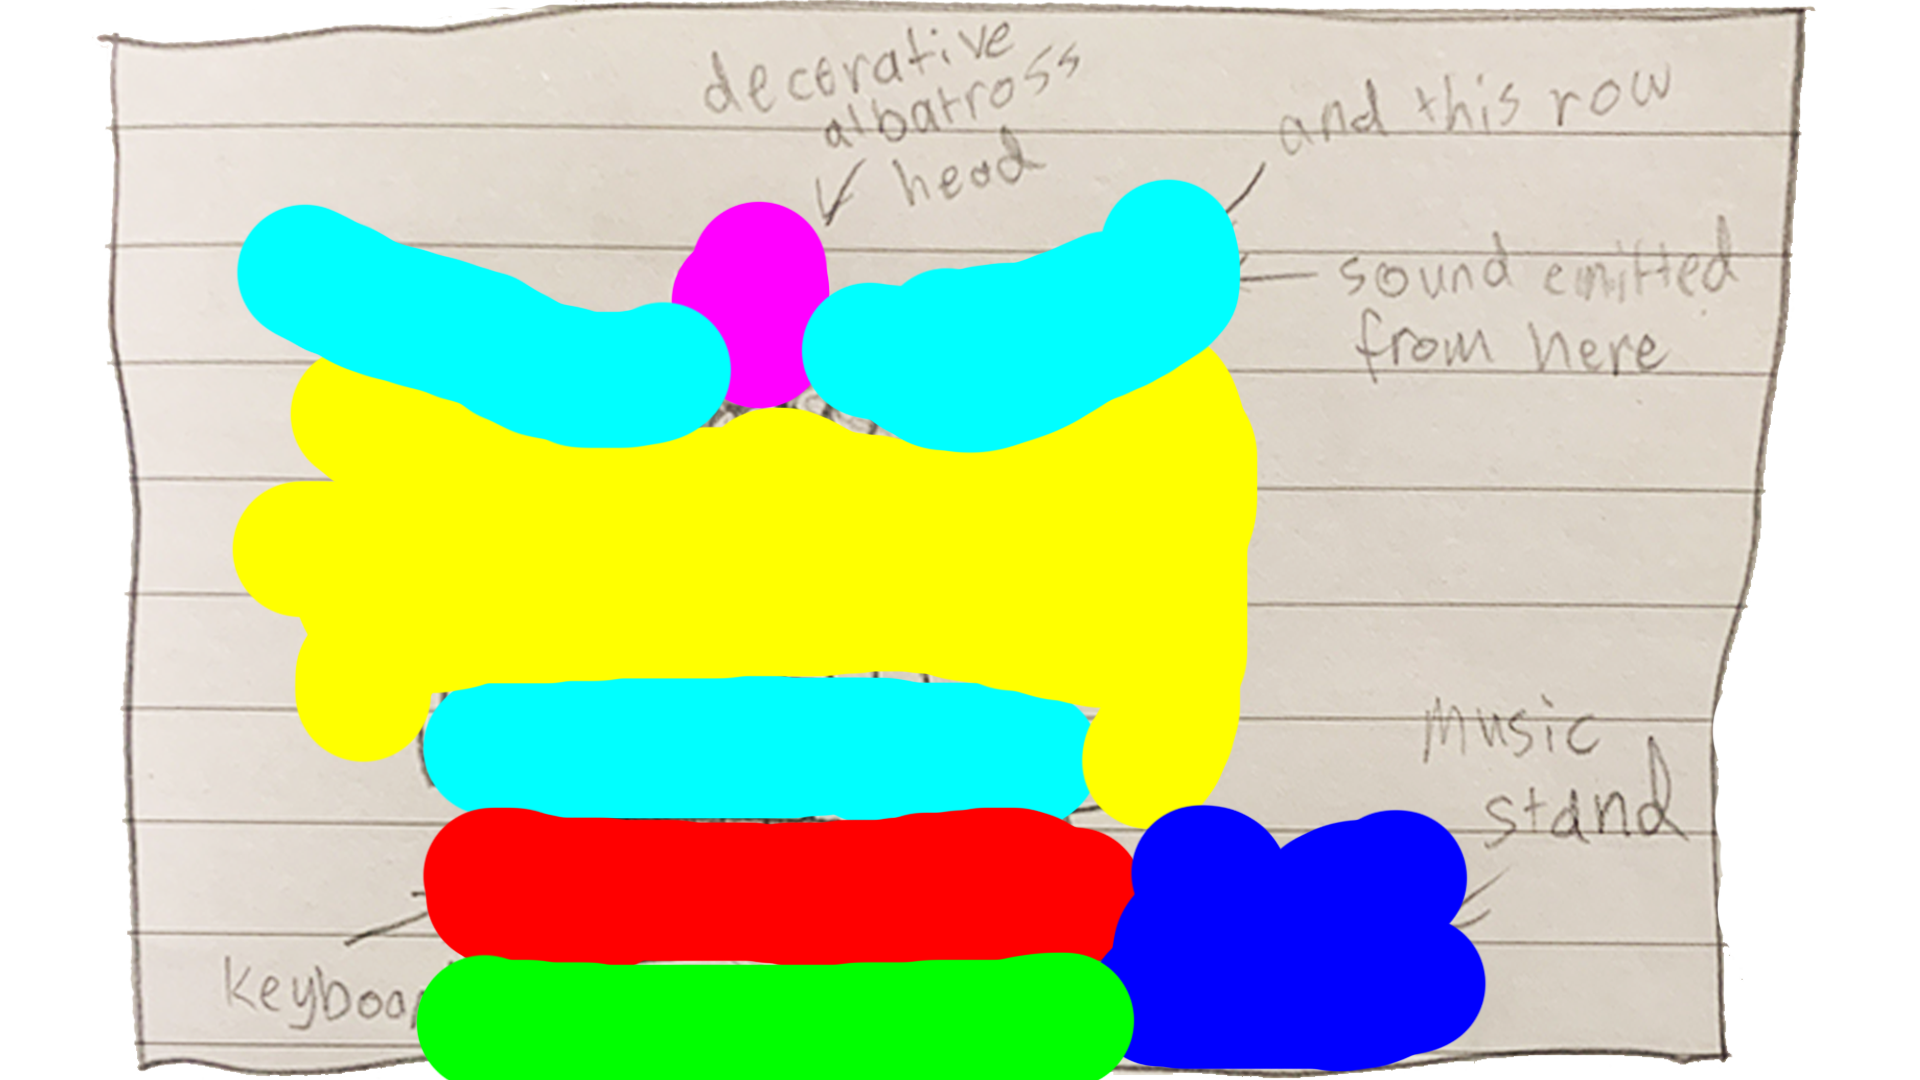 decorative
albatross
head
and this row
sound emitted
from here
music
stand